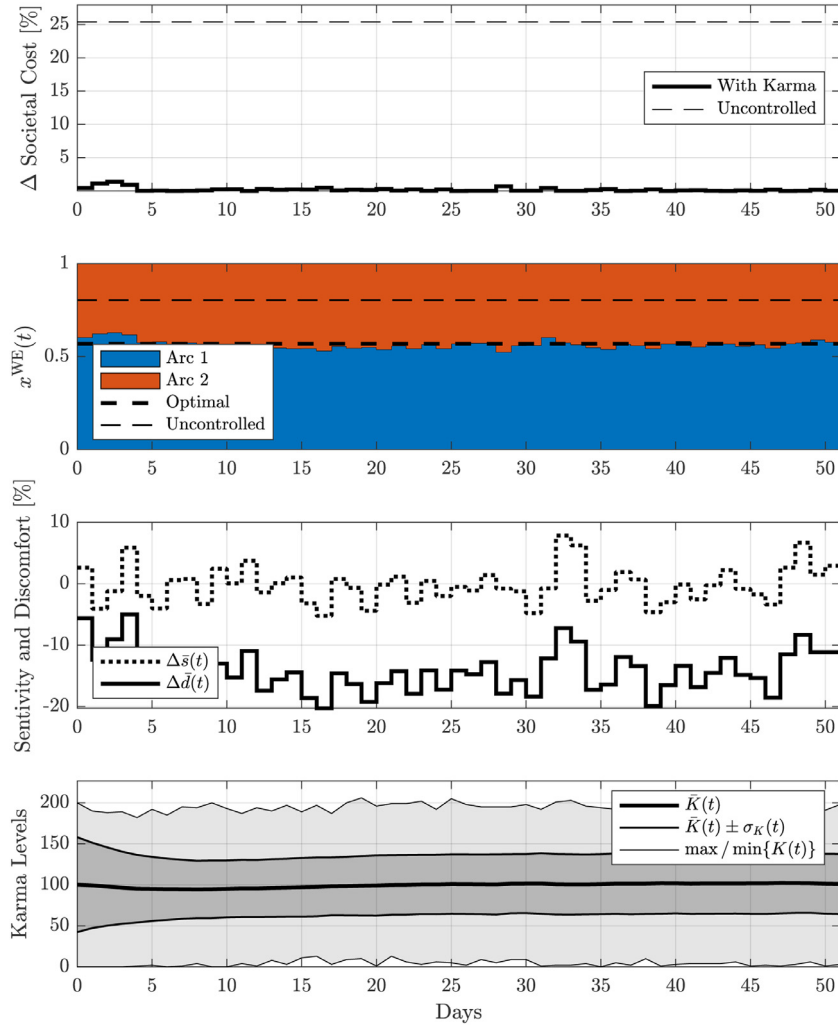 Δ Societal Cost [%]
25
20
15
10
5
With Karma
Uncontrolled
0 5 10 15 20 25 30 35 40 45 50
x^WE(t)
1
0.5
0
Arc 1
Arc 2
Optimal
Uncontrolled
0 5 10 15 20 25 30 35 40 45 50
Sentivity and Discomfort [%]
10
0
-10
-20
Δs̄(t)
Δd̄(t)
0 5 10 15 20 25 30 35 40 45 50
Karma Levels
200
150
100
50
0
K̄(t)
K̄(t) ± σ_K(t)
max / min{K(t)}
0 5 10 15 20 25 30 35 40 45 50
Days